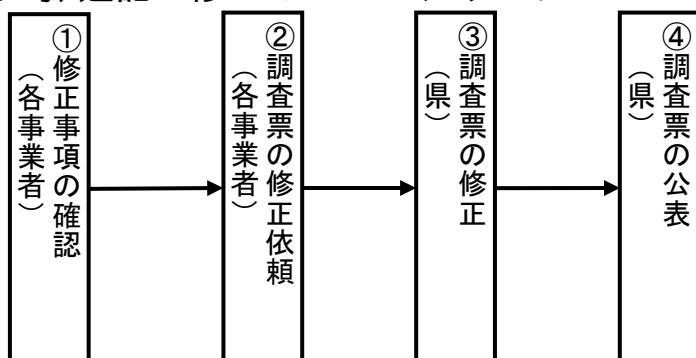 ①修正事項の確認
（各事業者）
②調査票の修正依頼
（各事業者）
③調査票の修正
（県）
④調査票の公表
（県）